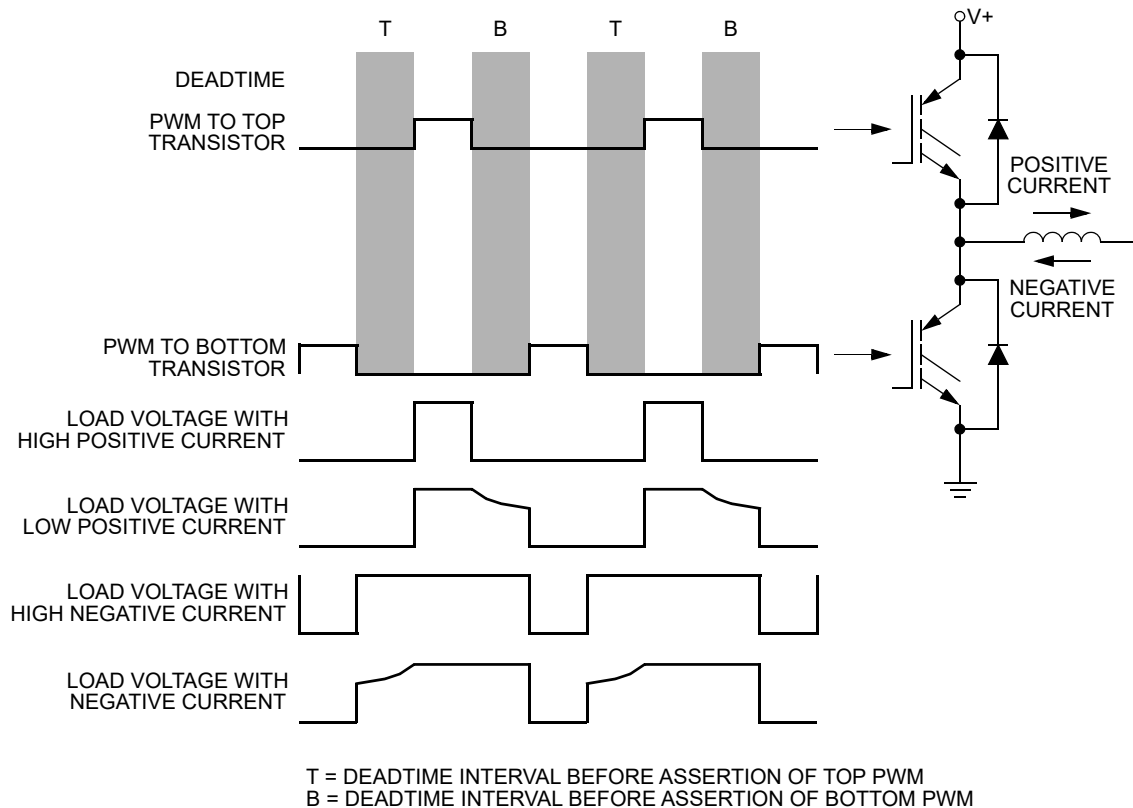 T B T B
V+
DEADTIME
PWM TO TOP
TRANSISTOR
POSITIVE
CURRENT
NEGATIVE
CURRENT
PWM TO BOTTOM
TRANSISTOR
LOAD VOLTAGE WITH
HIGH POSITIVE CURRENT
LOAD VOLTAGE WITH
LOW POSITIVE CURRENT
LOAD VOLTAGE WITH
HIGH NEGATIVE CURRENT
LOAD VOLTAGE WITH
NEGATIVE CURRENT
T = DEADTIME INTERVAL BEFORE ASSERTION OF TOP PWM
B = DEADTIME INTERVAL BEFORE ASSERTION OF BOTTOM PWM